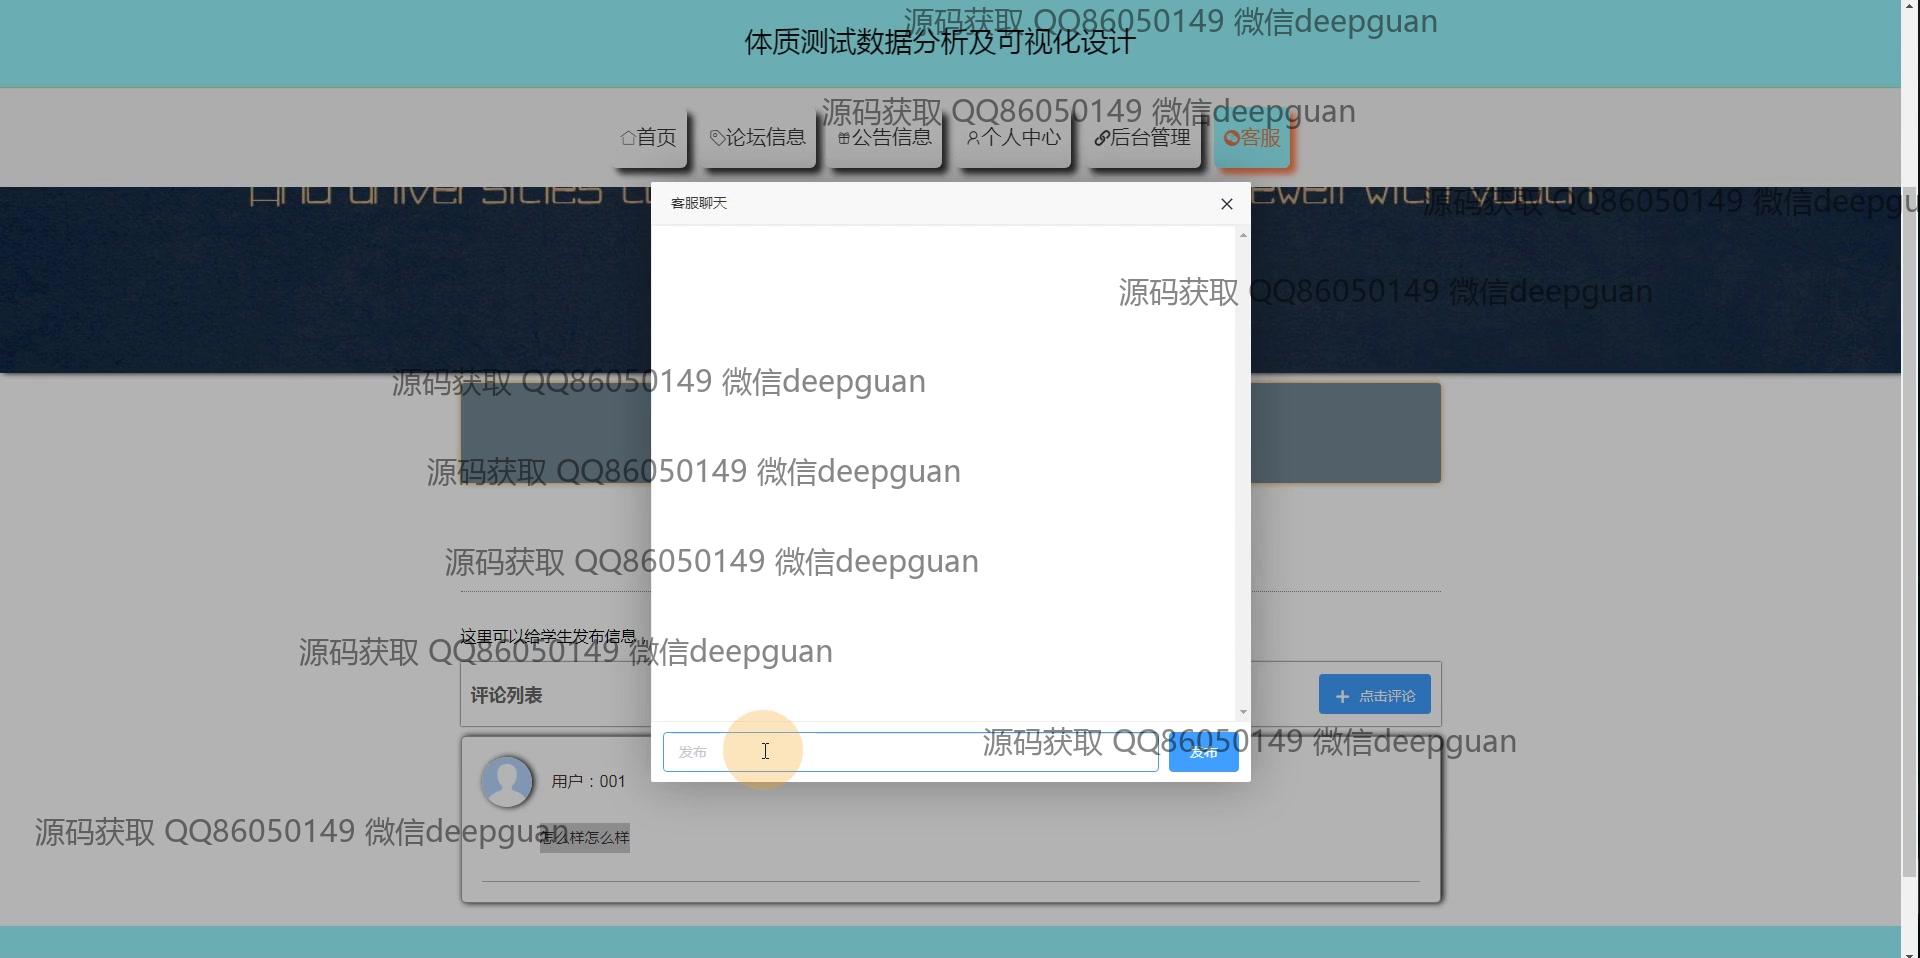 源码获取 QQ86050149 微信deepguan
体质测试数据分析及可视化设计
源码获取 QQ86050149 微信deepguan
首页 论坛信息 公告信息 个人中心 后台管理 客服
and universities
ewell with
源码获取 QQ86050149 微信deepgu
客服聊天
源码获取 QQ86050149 微信deepguan
源码获取 QQ86050149 微信deepguan
源码获取 QQ86050149 微信deepguan
源码获取 QQ86050149 微信deepguan
这里可以给学生发布信息
源码获取 QQ86050149 微信deepguan
评论列表
点击评论
源码获取 QQ86050149 微信deepguan
发布
发布
用户：001
源码获取 QQ86050149 微信deepguan
怎么样怎么样